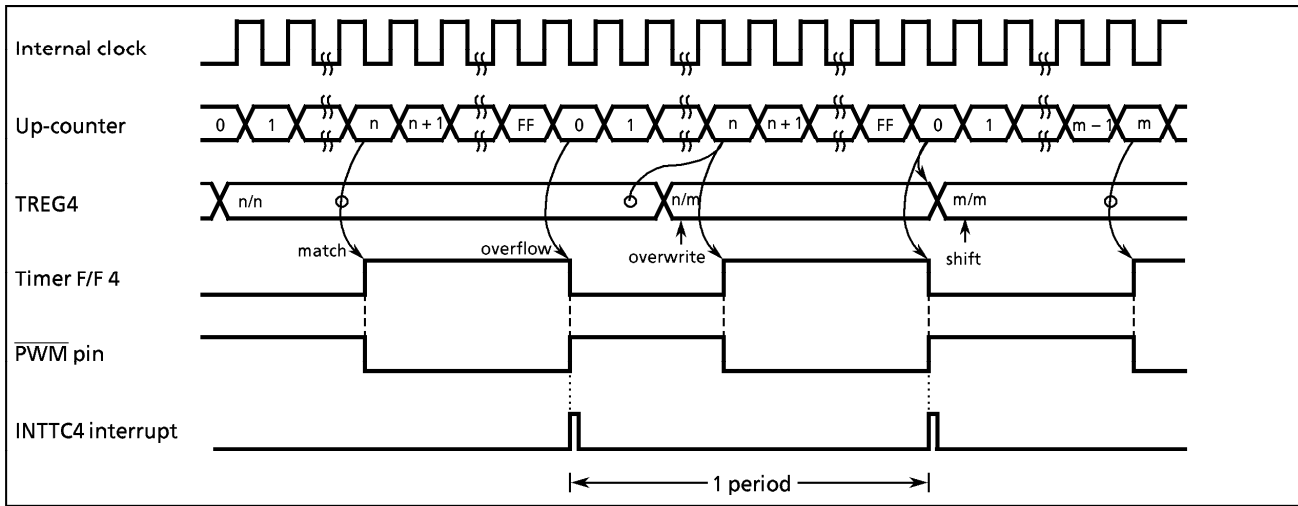 Internal clock
Up-counter 0 1 n n + 1 FF 0 1 n n + 1 FF 0 1 m – 1 m
TREG4 n/n n/m m/m
match overflow overwrite shift
Timer F/F 4
PWM pin
INTTC4 interrupt
1 period